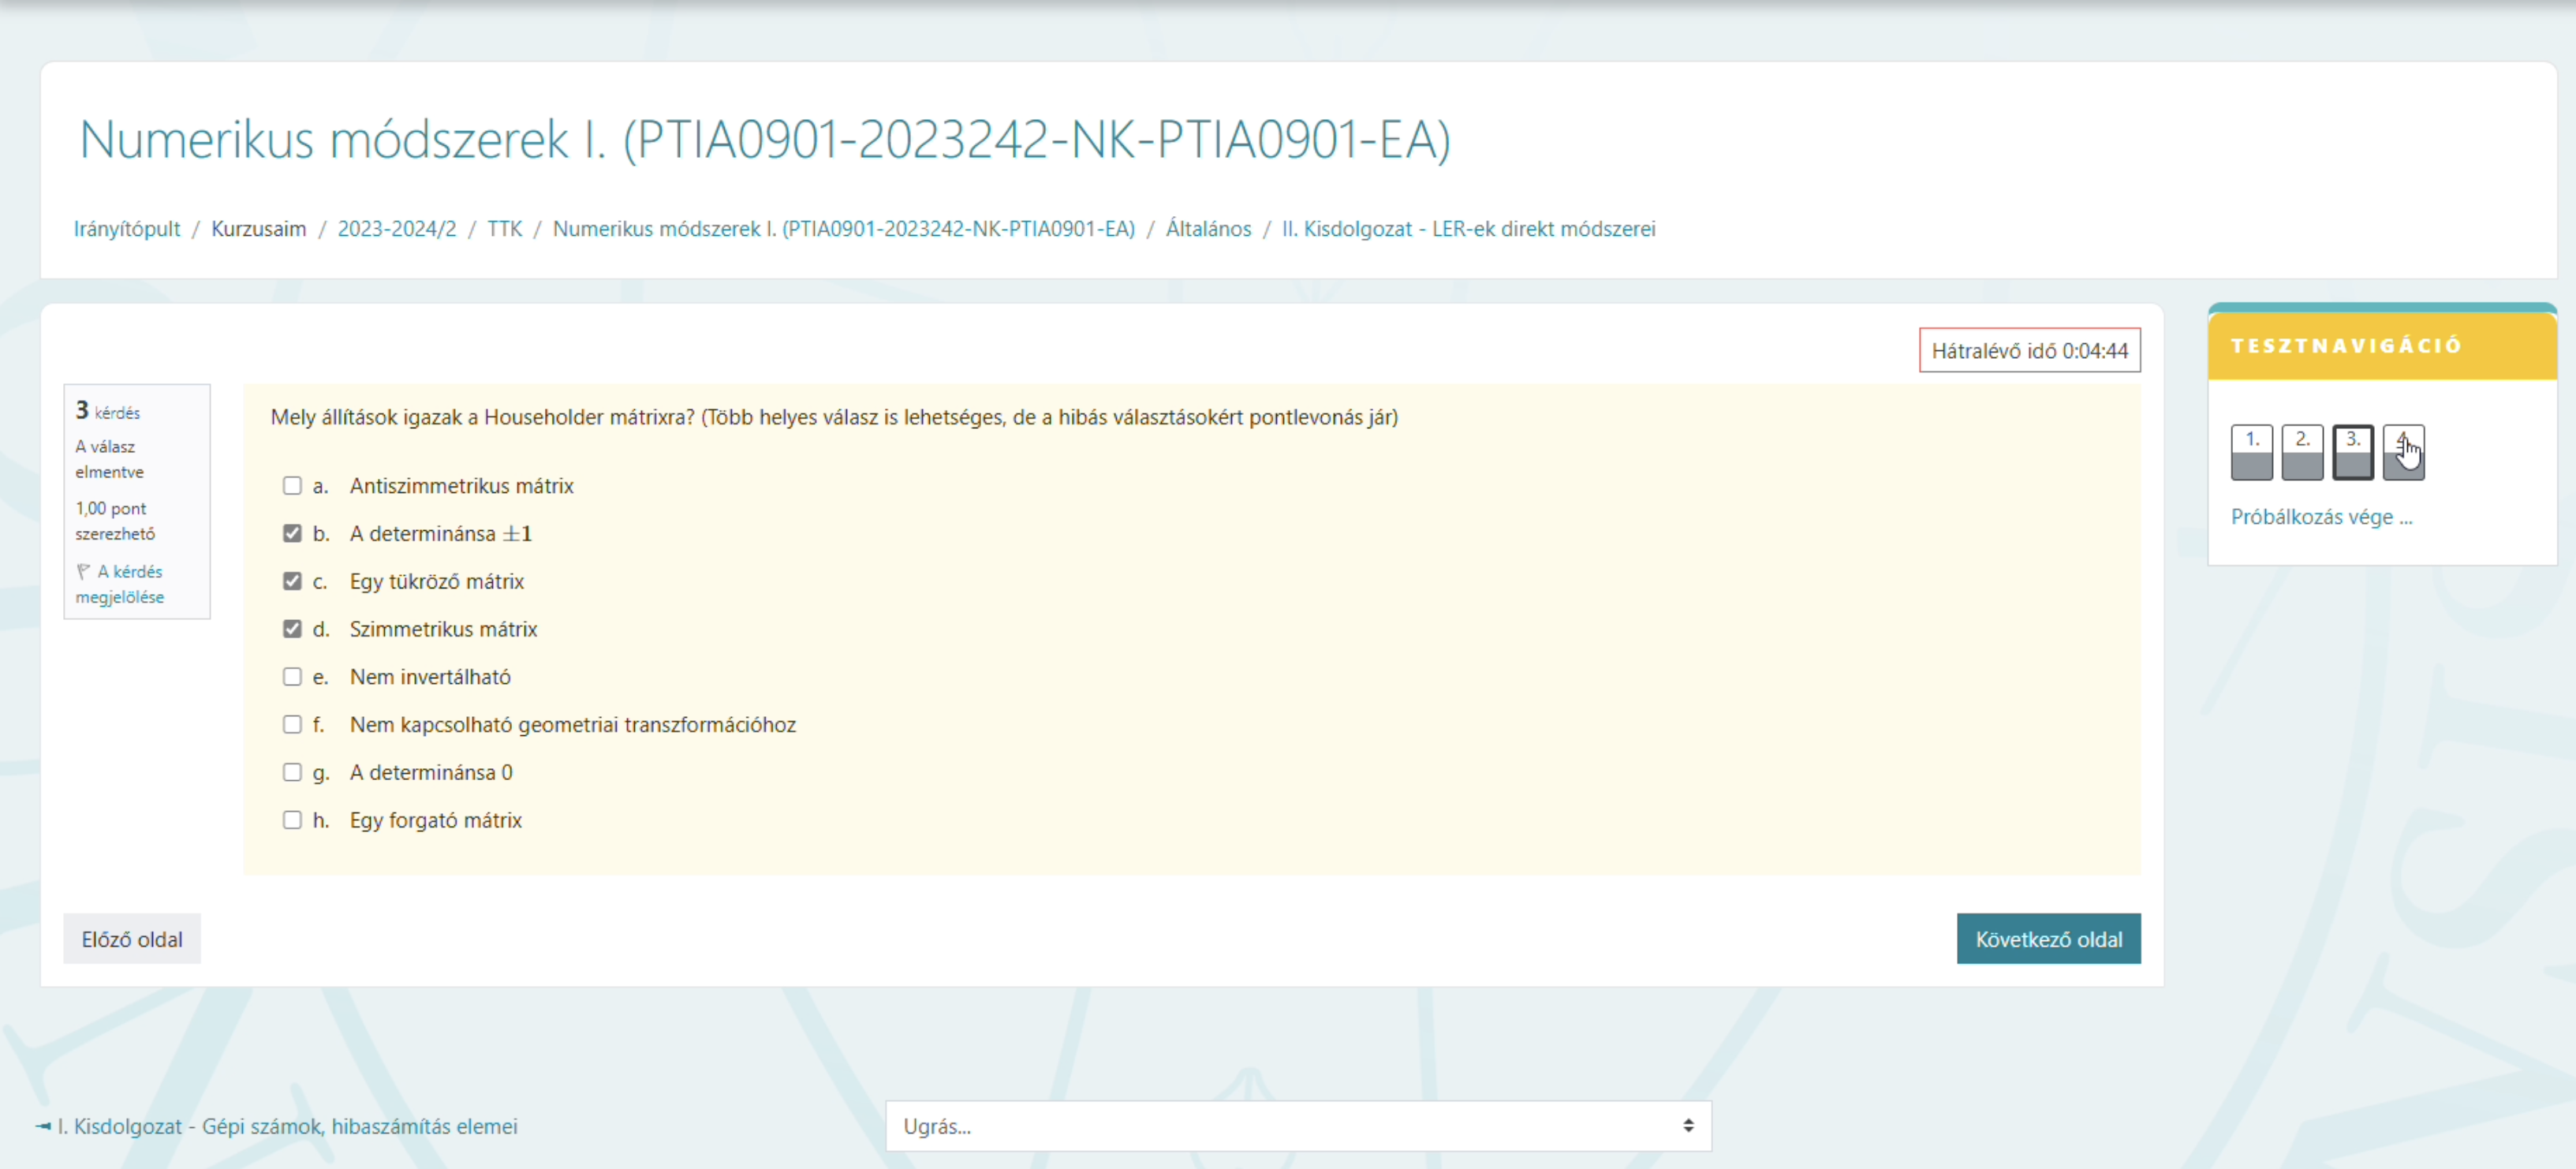 Numerikus módszerek I. (PTIA0901-2023242-NK-PTIA0901-EA)
Irányítópult / Kurzusaim / 2023-2024/2 / TTK / Numerikus módszerek I. (PTIA0901-2023242-NK-PTIA0901-EA) / Általános / II. Kisdolgozat - LER-ek direkt módszerei
Hátralévő idő 0:04:44
3 kérdés
A válasz
elmentve
1,00 pont
szerezhető
A kérdés
megjelölése
Mely állítások igazak a Householder mátrixra? (Több helyes válasz is lehetséges, de a hibás választásokért pontlevonás jár)
a. Antiszimmetrikus mátrix
b. A determinánsa ±1
c. Egy tükröző mátrix
d. Szimmetrikus mátrix
e. Nem invertálható
f. Nem kapcsolható geometriai transzformációhoz
g. A determinánsa 0
h. Egy forgató mátrix
Előző oldal
Következő oldal
TESZTNAVIGÁCIÓ
1. 2. 3. 4.
Próbálkozás vége ...
I. Kisdolgozat - Gépi számok, hibaszámítás elemei
Ugrás...